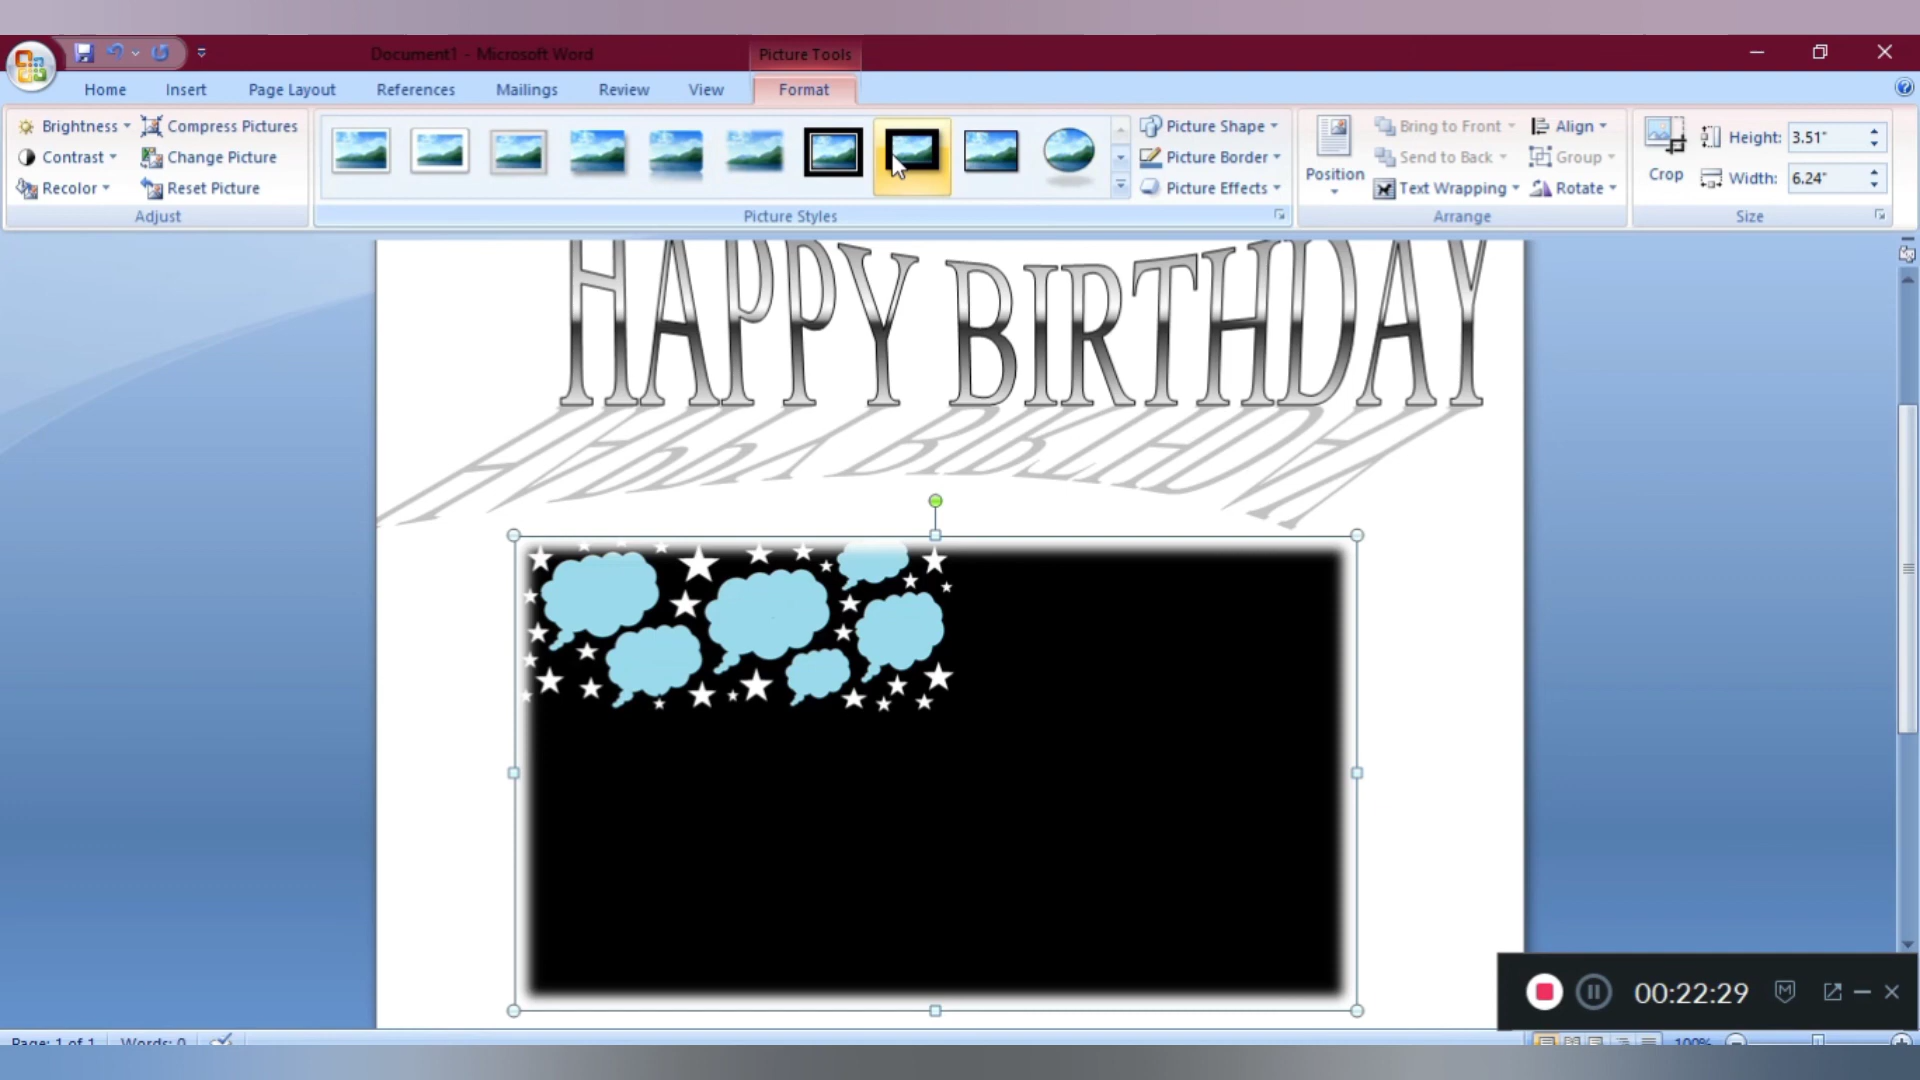 Document1 - Microsoft Word
Picture Tools
Home Insert Page Layout References Mailings Review View Format
Brightness
Compress Pictures
Contrast
Change Picture
Recolor
Reset Picture
Adjust
Picture Styles
Picture Shape
Picture Border
Picture Effects
Position
Bring to Front
Send to Back
Text Wrapping
Align
Group
Rotate
Arrange
Crop
Height: 3.51"
Width: 6.24"
Size
HAPPY BIRTHDAY
00:22:29
Page: 1 of 1 Words: 0
100%